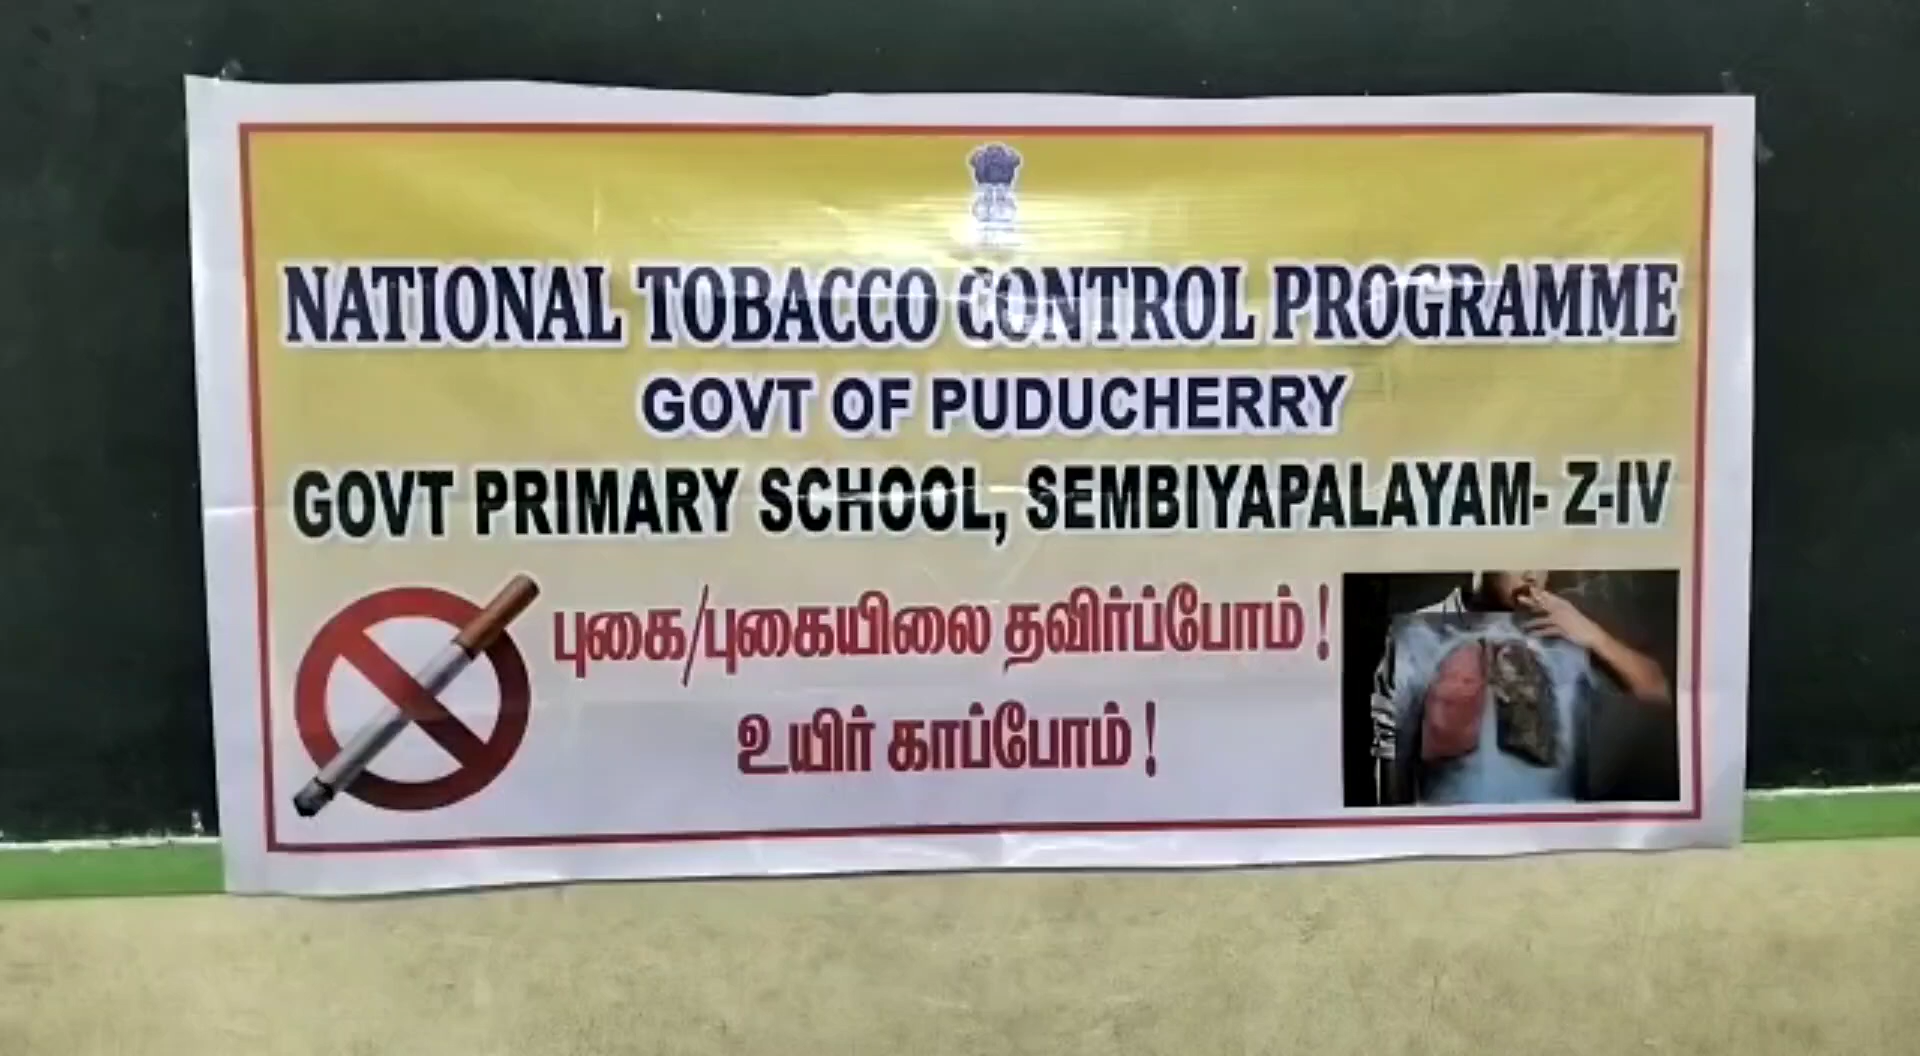 NATIONAL TOBACCO CONTROL PROGRAMME
GOVT OF PUDUCHERRY
GOVT PRIMARY SCHOOL, SEMBIYAPALAYAM- Z-IV
புகை/புகையிலை தவிர்ப்போம் !
உயிர் காப்போம் !